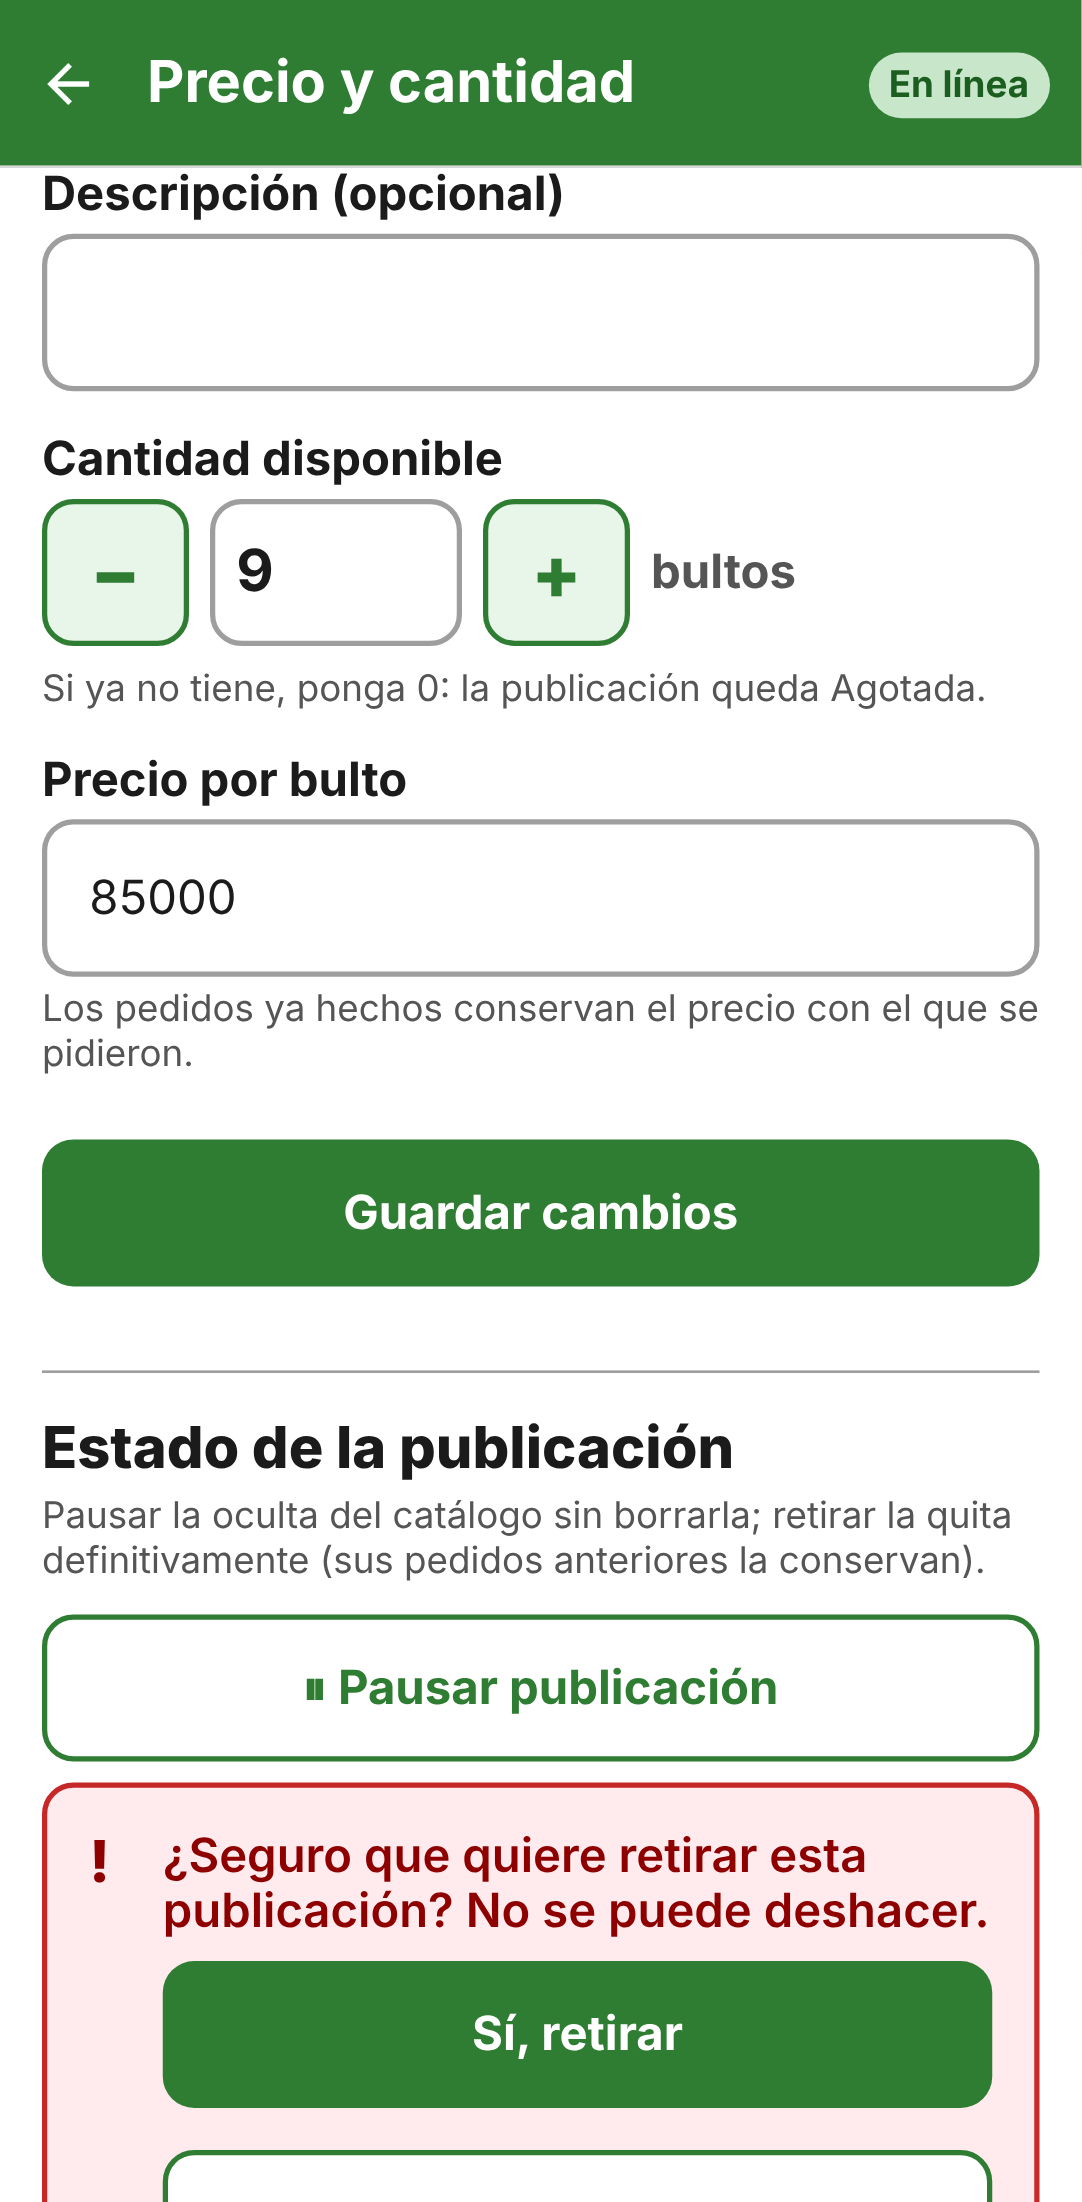 Precio y cantidad
En línea
Descripción (opcional)
Cantidad disponible
− 9 + bultos
Si ya no tiene, ponga 0: la publicación queda Agotada.
Precio por bulto
85000
Los pedidos ya hechos conservan el precio con el que se
pidieron.
Guardar cambios
Estado de la publicación
Pausar la oculta del catálogo sin borrarla; retirar la quita
definitivamente (sus pedidos anteriores la conservan).
Pausar publicación
! ¿Seguro que quiere retirar esta
publicación? No se puede deshacer.
Sí, retirar